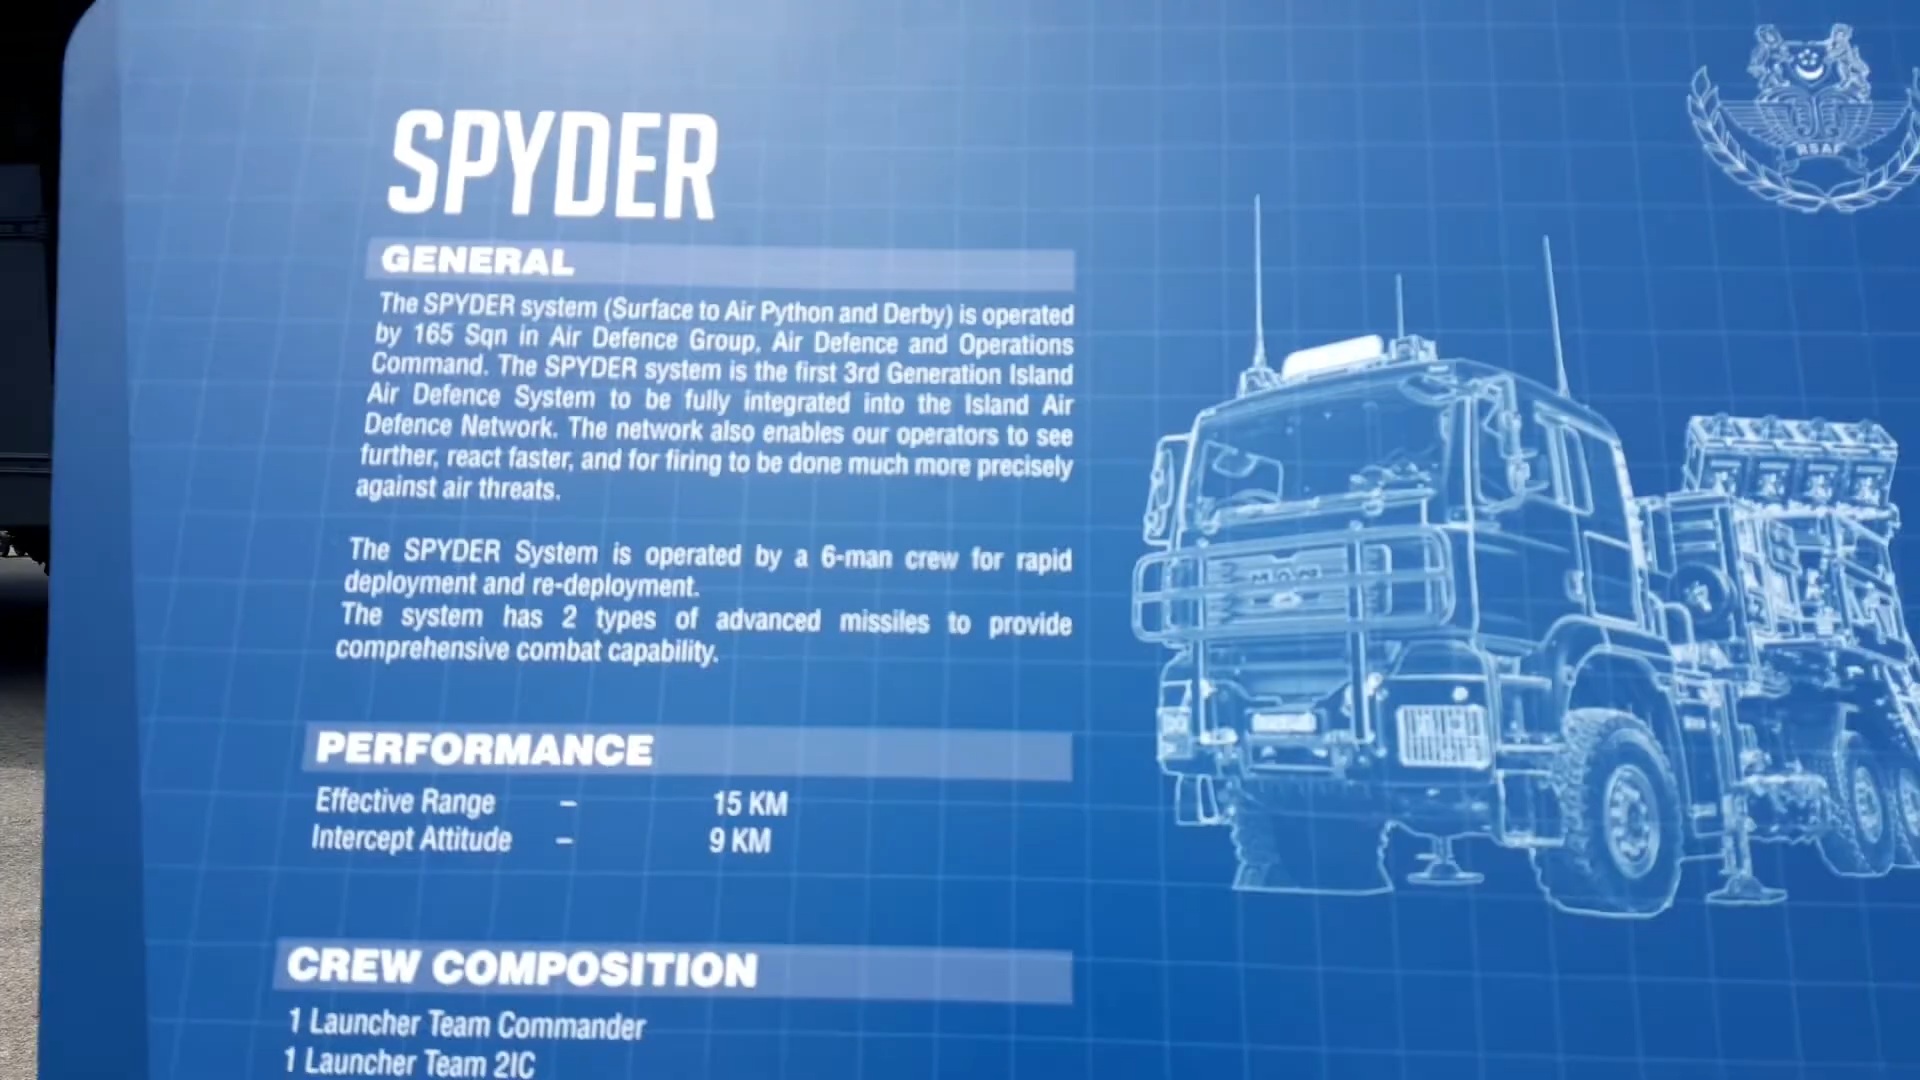 SPYDER
RSAF
GENERAL
The SPYDER system (Surface to Air Python and Derby) is operated
by 165 Sqn in Air Defence Group, Air Defence and Operations
Command. The SPYDER system is the first 3rd Generation Island
Air Defence System to be fully integrated into the Island Air
Defence Network. The network also enables our operators to see
further, react faster, and for firing to be done much more precisely
against air threats.
The SPYDER System is operated by a 6-man crew for rapid
deployment and re-deployment.
The system has 2 types of advanced missiles to provide
comprehensive combat capability.
PERFORMANCE
Effective Range – 15 KM
Intercept Attitude – 9 KM
CREW COMPOSITION
1 Launcher Team Commander
1 Launcher Team 2IC